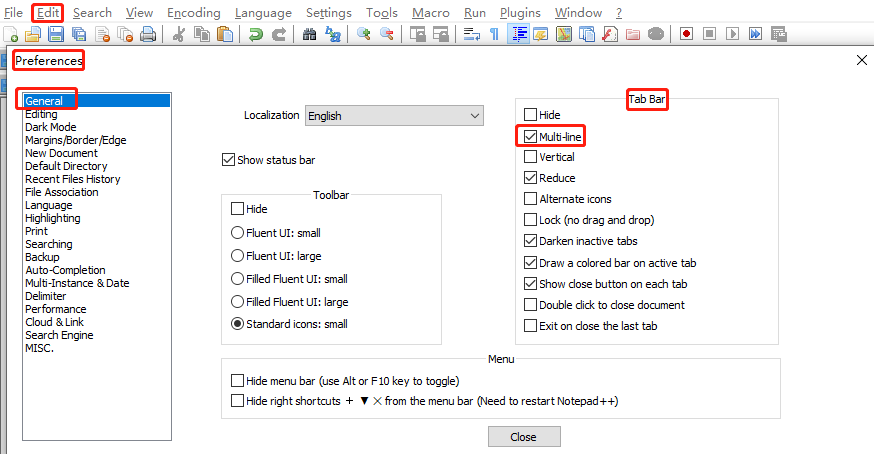 File Edit Search View Encoding Language Settings Tools Macro Run Plugins Window ?
Preferences
General
Editing
Dark Mode
Margins/Border/Edge
New Document
Default Directory
Recent Files History
File Association
Language
Highlighting
Print
Searching
Backup
Auto-Completion
Multi-Instance & Date
Delimiter
Performance
Cloud & Link
Search Engine
MISC.
Localization English
Show status bar
Toolbar
Hide
Fluent UI: small
Fluent UI: large
Filled Fluent UI: small
Filled Fluent UI: large
Standard icons: small
Tab Bar
Hide
Multi-line
Vertical
Reduce
Alternate icons
Lock (no drag and drop)
Darken inactive tabs
Draw a colored bar on active tab
Show close button on each tab
Double click to close document
Exit on close the last tab
Menu
Hide menu bar (use Alt or F10 key to toggle)
Hide right shortcuts + ▼ ✕ from the menu bar (Need to restart Notepad++)
Close